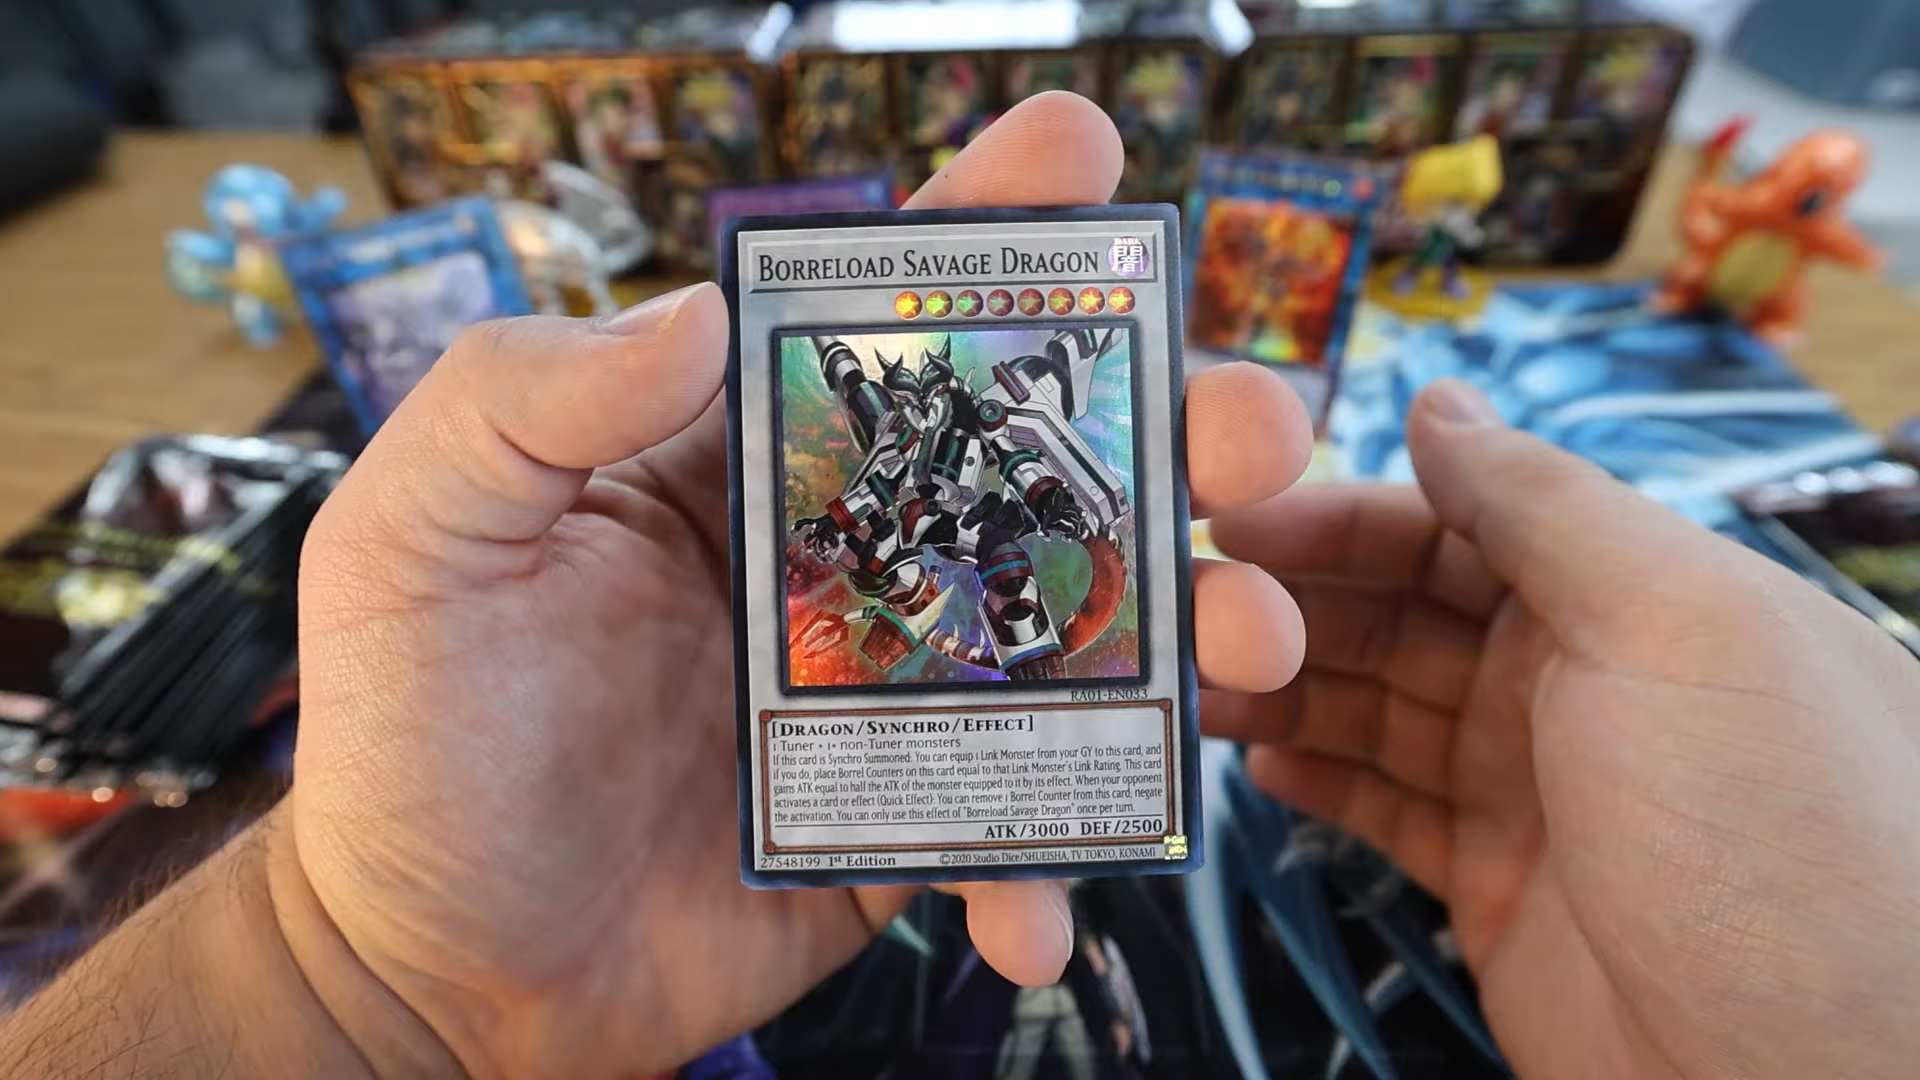 BORRELOAD SAVAGE DRAGON
DARK
闇
RA01-EN033
[DRAGON/SYNCHRO/EFFECT]
1 Tuner + 1+ non-Tuner monsters
If this card is Synchro Summoned: You can equip 1 Link Monster from your GY to this card, and
if you do, place Borrel Counters on this card equal to that Link Monster's Link Rating. This card
gains ATK equal to half the ATK of the monster equipped to it by its effect. When your opponent
activates a card or effect (Quick Effect): You can remove 1 Borrel Counter from this card; negate
the activation. You can only use this effect of "Borreload Savage Dragon" once per turn.
ATK/3000 DEF/2500
27548199 1st Edition ©2020 Studio Dice/SHUEISHA, TV TOKYO, KONAMI